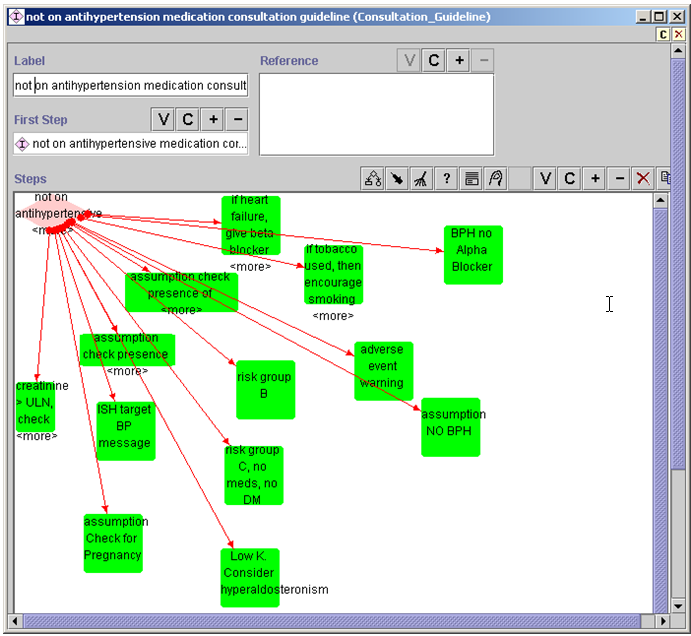 not on antihypertension medication consultation guideline (Consultation_Guideline)
C
Label
Reference
V C + −
not on antihypertension medication consult
First Step
V C + −
not on antihypertensive medication cor...
Steps
? V C + −
not on
antihypertensive
<more>
if heart
failure,
give beta
blocker
<more>
BPH no
Alpha
Blocker
if tobacco
used, then
encourage
smoking
<more>
assumption check
presence of
<more>
assumption
check presence
<more>
adverse
event
warning
risk group
B
creatinine
> ULN,
check
<more>
ISH target
BP
message
assumption
NO BPH
risk group
C, no
meds, no
DM
assumption
Check for
Pregnancy
Low K.
Consider
hyperaldosteronism